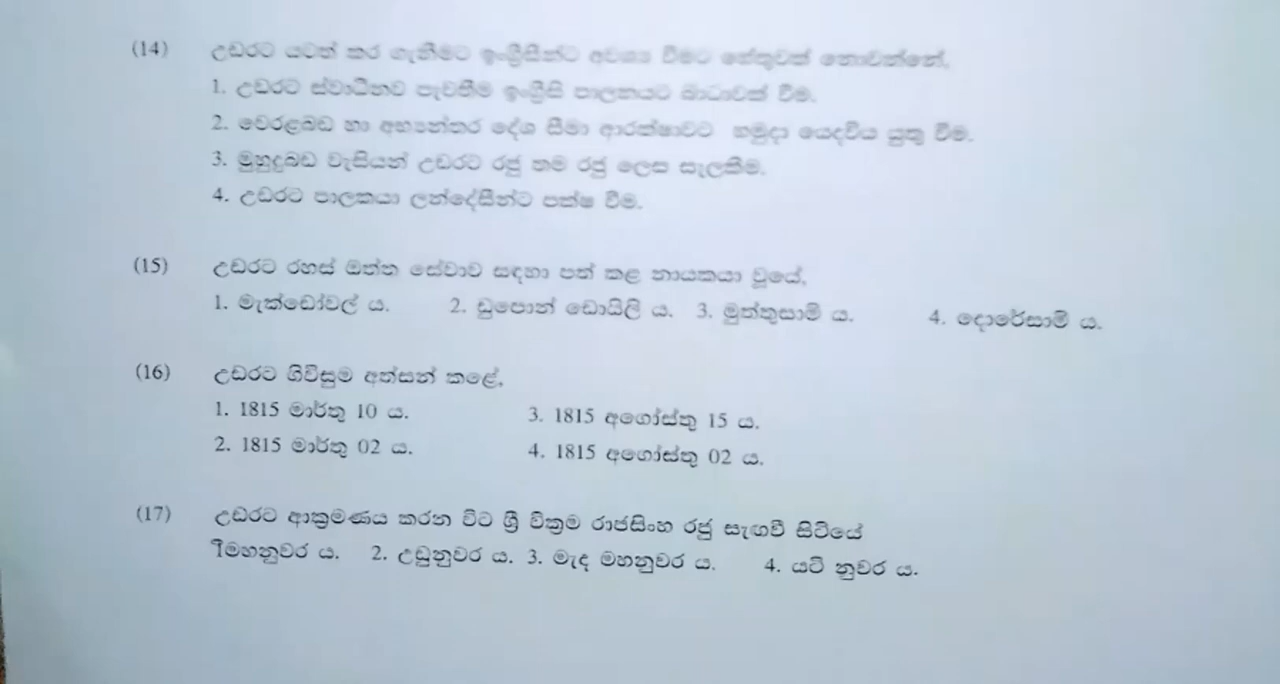 (14) උඩරට යටත් කර ගැනීමට ඉංග්‍රීසීන්ට අවශ්‍ය වීමට හේතුවක් නොවන්නේ,
1. උඩරට ස්වාධීනව පැවතීම ඉංග්‍රීසි පාලකයට බාධාවක් වීම.
2. වෙරළබඩ හා අභ්‍යන්තර දේශ සීමා ආරක්ෂාවට හමුදා යෙදවිය යුතු වීම.
3. මුහුදුබඩ වැසියන් උඩරට රජු තම රජු ලෙස සැලකීම.
4. උඩරට පාලකයා ලන්දේසීන්ට පක්ෂ වීම.
(15) උඩරට රහස් ඔත්තු සේවාව සඳහා පත් කළ නායකයා වූයේ,
1. මැක්ඩෝවල් ය. 2. ඩුපොන් ඩොයිලි ය. 3. මුත්තුසාමි ය. 4. දොරේසාමි ය.
(16) උඩරට ගිවිසුම අත්සන් කළේ,
1. 1815 මාර්තු 10 ය. 3. 1815 අගෝස්තු 15 ය.
2. 1815 මාර්තු 02 ය. 4. 1815 අගෝස්තු 02 ය.
(17) උඩරට ආක්‍රමණය කරන විට ශ්‍රී වික්‍රම රාජසිංහ රජු සැඟවී සිටියේ
1මහනුවර ය. 2. උඩුනුවර ය. 3. මැද මහනුවර ය. 4. යටි නුවර ය.